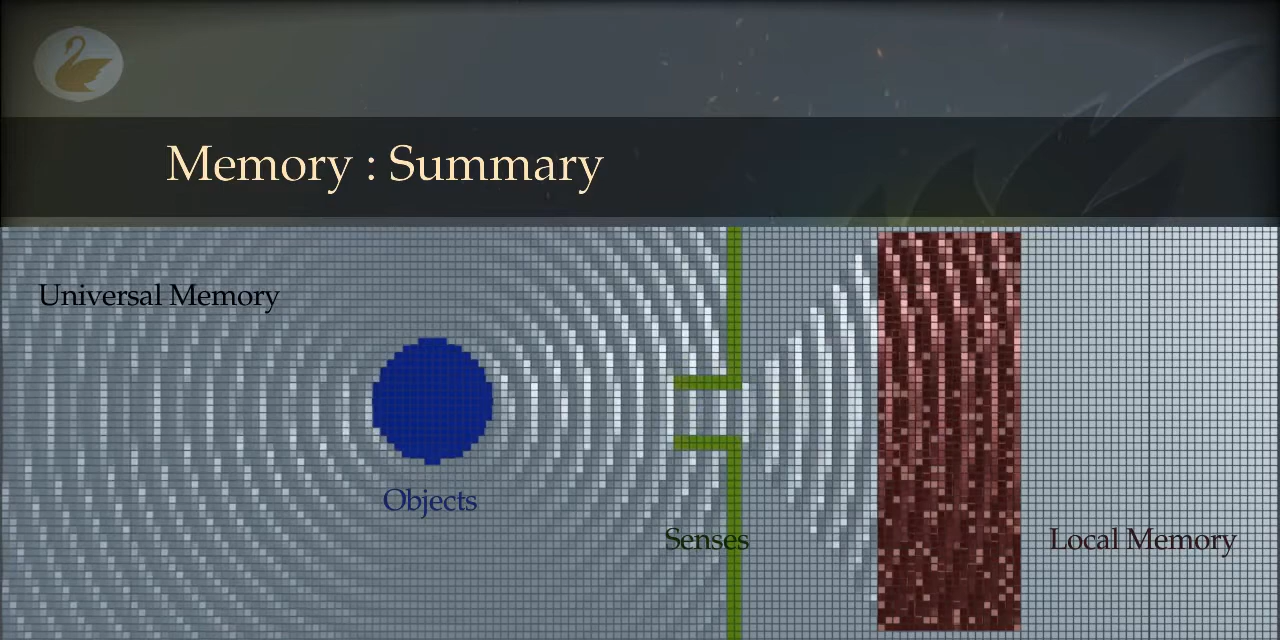 Memory : Summary
Universal Memory
Objects
Senses
Local Memory